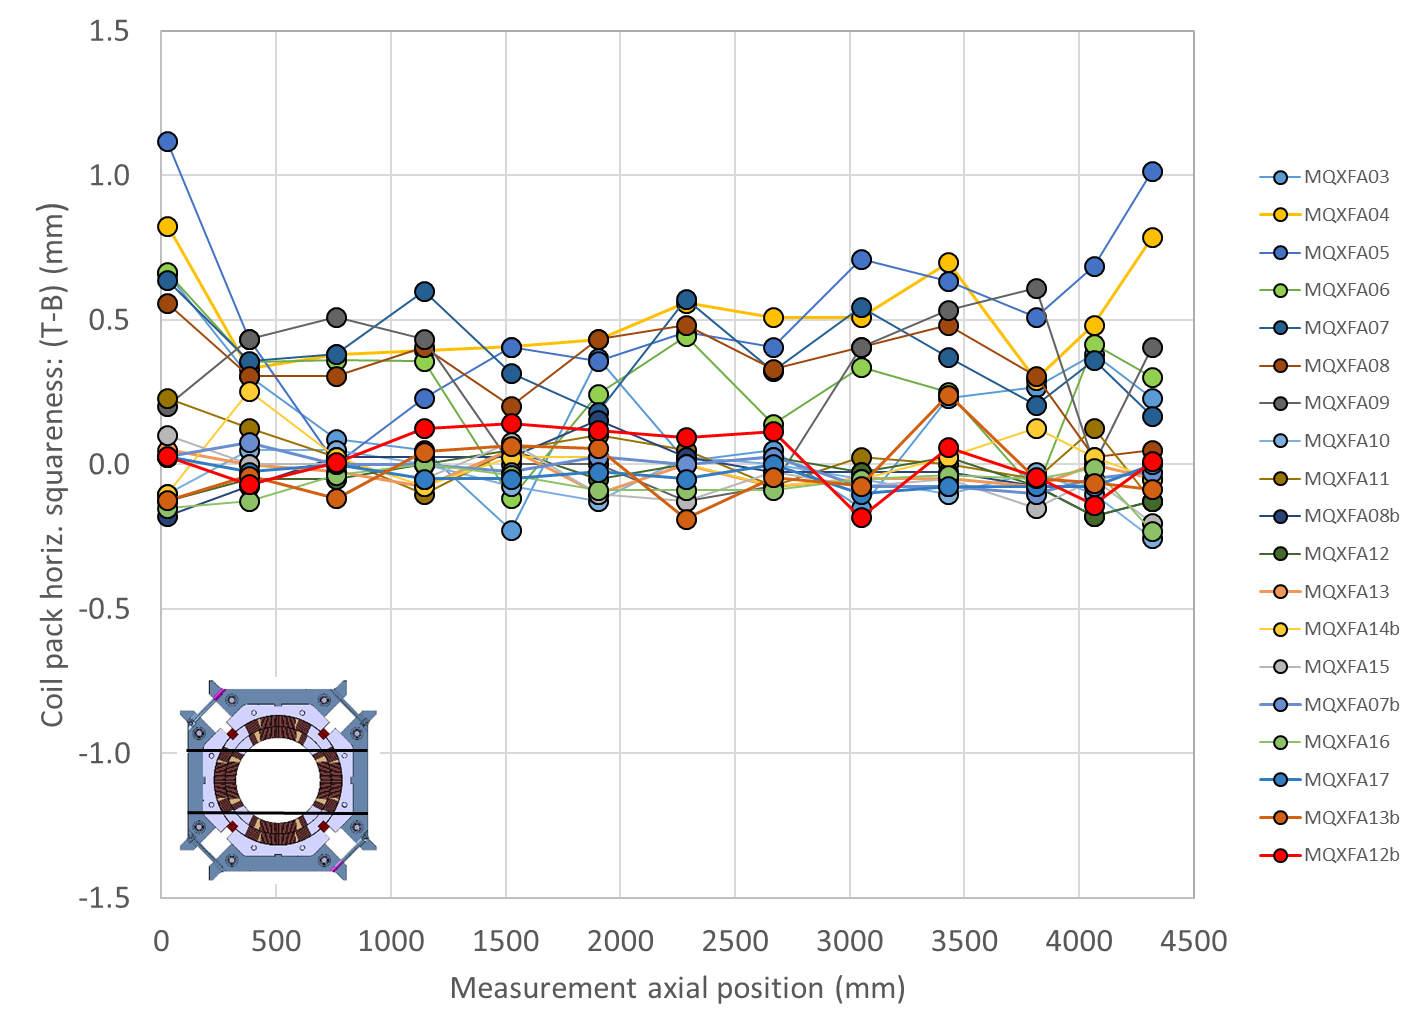 Coil pack horiz. squareness: (T-B) (mm)
1.5
1.0
0.5
0.0
-0.5
-1.0
-1.5
0 500 1000 1500 2000 2500 3000 3500 4000 4500
Measurement axial position (mm)
MQXFA03
MQXFA04
MQXFA05
MQXFA06
MQXFA07
MQXFA08
MQXFA09
MQXFA10
MQXFA11
MQXFA08b
MQXFA12
MQXFA13
MQXFA14b
MQXFA15
MQXFA07b
MQXFA16
MQXFA17
MQXFA13b
MQXFA12b